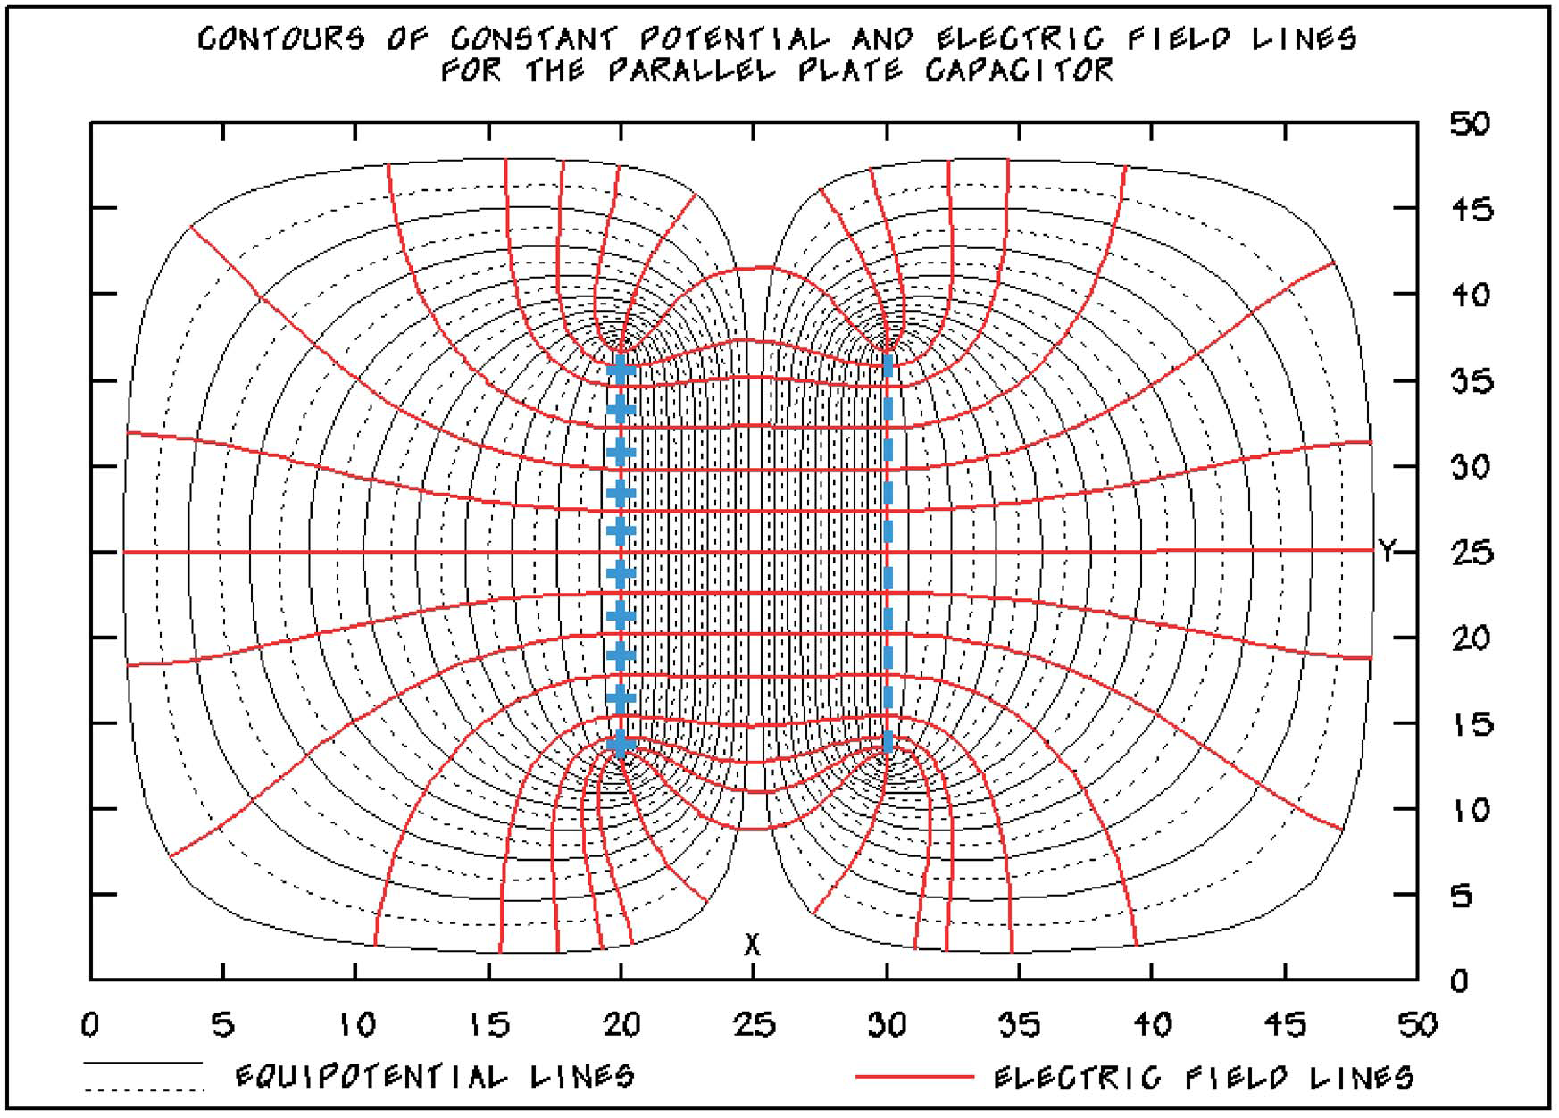 CONTOURS OF CONSTANT POTENTIAL AND ELECTRIC FIELD LINES
FOR THE PARALLEL PLATE CAPACITOR
50
45
40
35
30
Y
25
20
15
10
5
X
0
0 5 10 15 20 25 30 35 40 45 50
EQUIPOTENTIAL LINES
ELECTRIC FIELD LINES